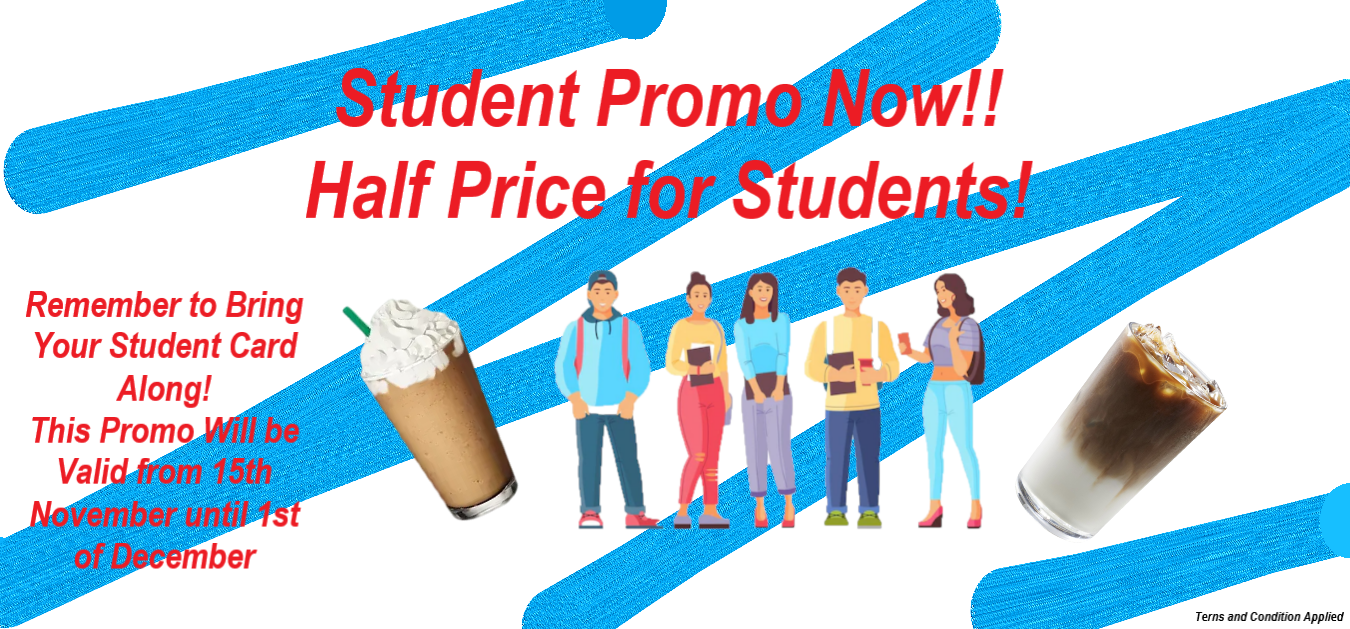 Student Promo Now!!
Half Price for Students!
Remember to Bring
Your Student Card
Along!
This Promo Will be
Valid from 15th
November until 1st
of December
Terns and Condition Applied